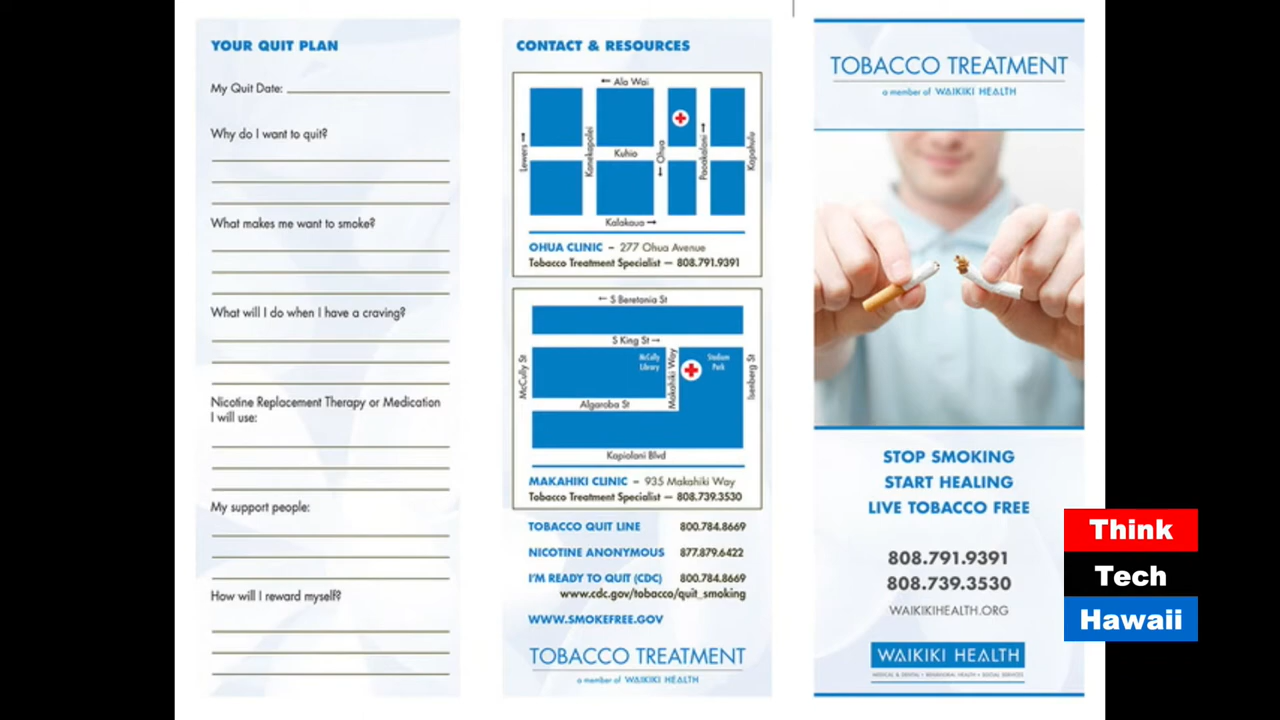 YOUR QUIT PLAN
My Quit Date:
Why do I want to quit?
What makes me want to smoke?
What will I do when I have a craving?
Nicotine Replacement Therapy or Medication
I will use:
My support people:
How will I reward myself?
CONTACT & RESOURCES
← Ala Wai
Lewers →
Kanekapolei
Kuhio
← Ohua
Paoakalani →
Kapahulu
Kalakaua →
OHUA CLINIC – 277 Ohua Avenue
Tobacco Treatment Specialist — 808.791.9391
← S Beretania St
S King St →
McCully St
McCully
Library
Makahiki Way
Stadium
Park
Isenberg St
Algaroba St
Kapiolani Blvd
MAKAHIKI CLINIC – 935 Makahiki Way
Tobacco Treatment Specialist — 808.739.3530
TOBACCO QUIT LINE 800.784.8669
NICOTINE ANONYMOUS 877.879.6422
I'M READY TO QUIT (CDC) 800.784.8669
www.cdc.gov/tobacco/quit_smoking
WWW.SMOKEFREE.GOV
TOBACCO TREATMENT
a member of WAIKIKI HEALTH
TOBACCO TREATMENT
a member of WAIKIKI HEALTH
STOP SMOKING
START HEALING
LIVE TOBACCO FREE
808.791.9391
808.739.3530
WAIKIKIHEALTH.ORG
WAIKIKI HEALTH
MEDICAL & DENTAL • BEHAVIORAL HEALTH • SOCIAL SERVICES
Think
Tech
Hawaii